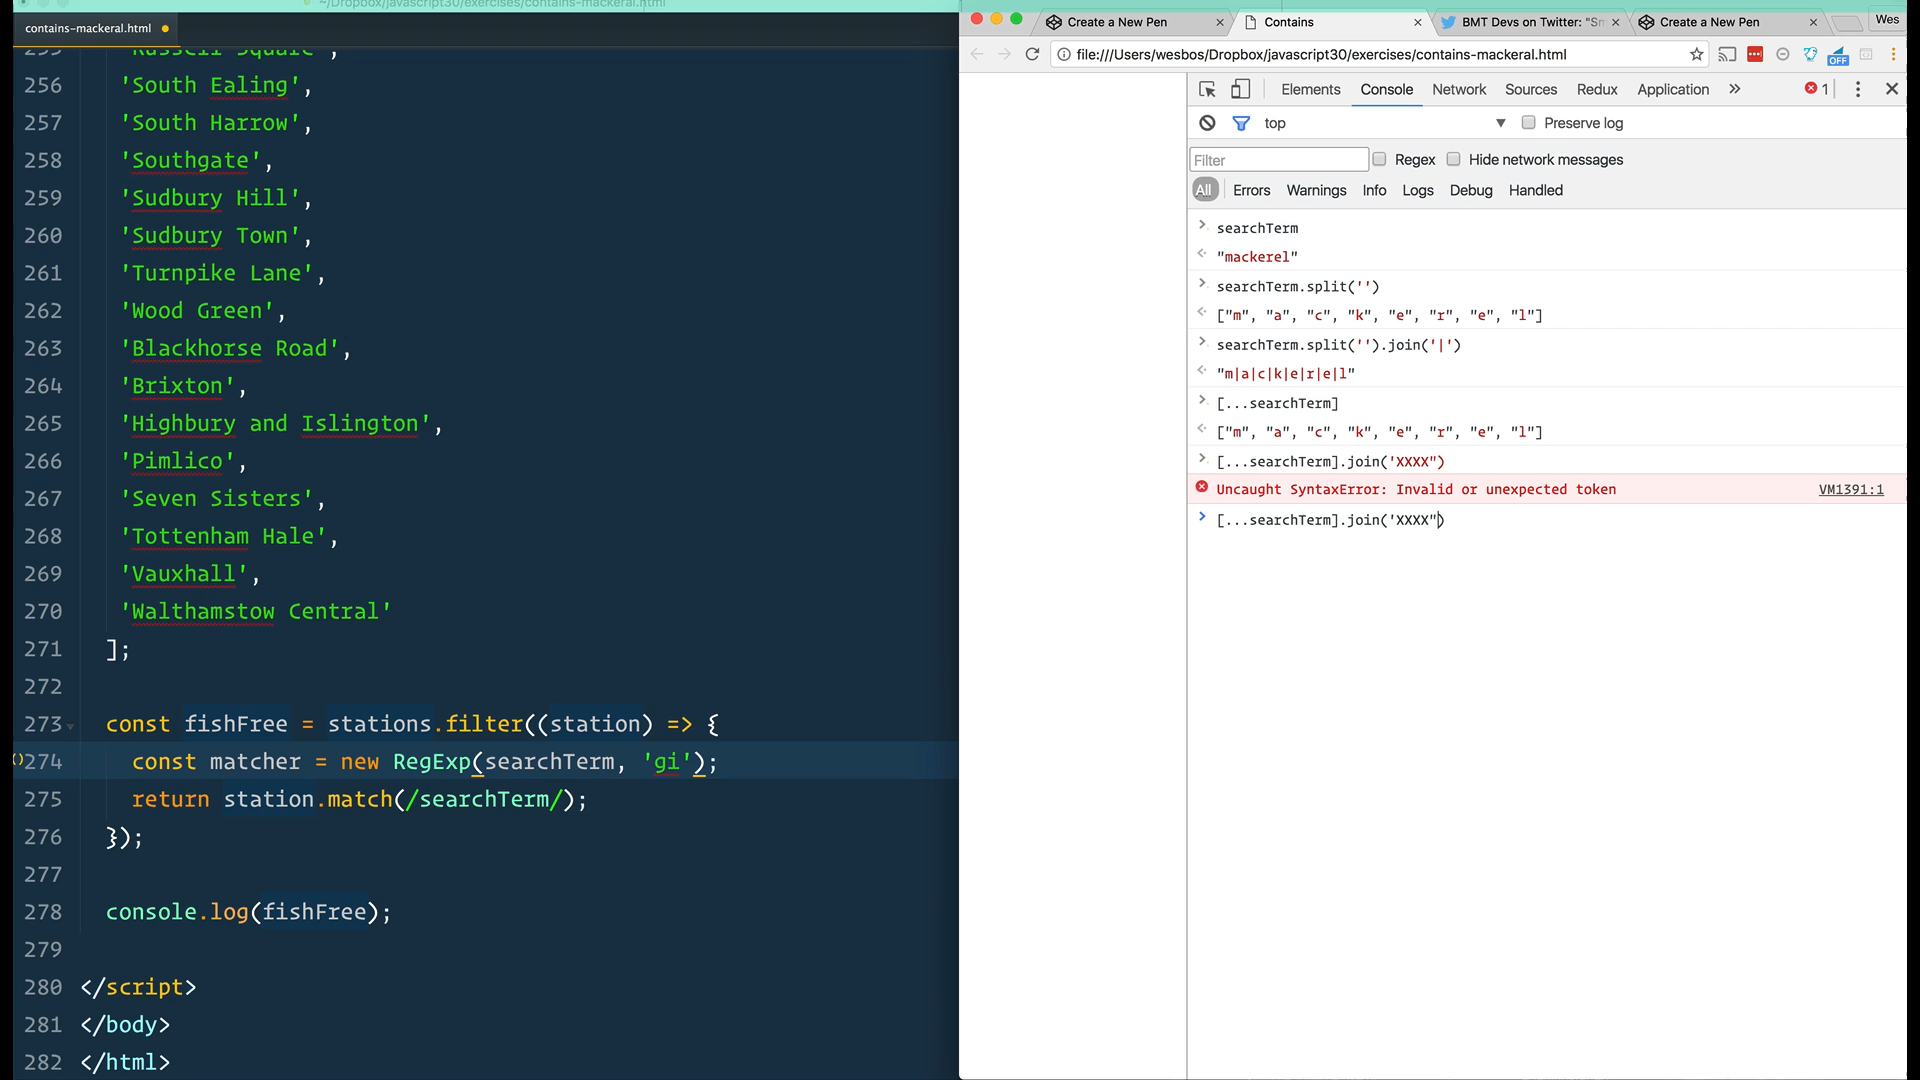 ~/Dropbox/javascript30/exercises/contains-mackeral.html
contains-mackeral.html
255 'Russell Square',
256 'South Ealing',
257 'South Harrow',
258 'Southgate',
259 'Sudbury Hill',
260 'Sudbury Town',
261 'Turnpike Lane',
262 'Wood Green',
263 'Blackhorse Road',
264 'Brixton',
265 'Highbury and Islington',
266 'Pimlico',
267 'Seven Sisters',
268 'Tottenham Hale',
269 'Vauxhall',
270 'Walthamstow Central'
271 ];
272
273 const fishFree = stations.filter((station) => {
274 const matcher = new RegExp(searchTerm, 'gi');
275 return station.match(/searchTerm/);
276 });
277
278 console.log(fishFree);
279
280 </script>
281 </body>
282 </html>
Create a New Pen
Contains
BMT Devs on Twitter: "Sm
Create a New Pen
Wes
file:///Users/wesbos/Dropbox/javascript30/exercises/contains-mackeral.html
OFF
Elements Console Network Sources Redux Application » 1
top Preserve log
Filter Regex Hide network messages
All Errors Warnings Info Logs Debug Handled
> searchTerm
"mackerel"
> searchTerm.split('')
["m", "a", "c", "k", "e", "r", "e", "l"]
> searchTerm.split('').join('|')
"m|a|c|k|e|r|e|l"
> [...searchTerm]
["m", "a", "c", "k", "e", "r", "e", "l"]
> [...searchTerm].join('XXXX")
Uncaught SyntaxError: Invalid or unexpected token VM1391:1
> [...searchTerm].join('XXXX")